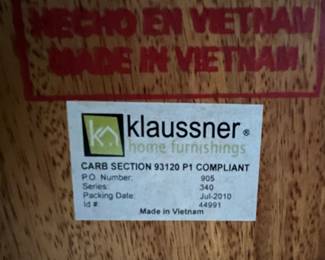 HECHO EN VIETNAM
MADE IN VIETNAM
klaussner®
home furnishings
CARB SECTION 93120 P1 COMPLIANT
P.O. Number: 905
Series: 340
Packing Date: Jul-2010
Id #: 44991
Made in Vietnam